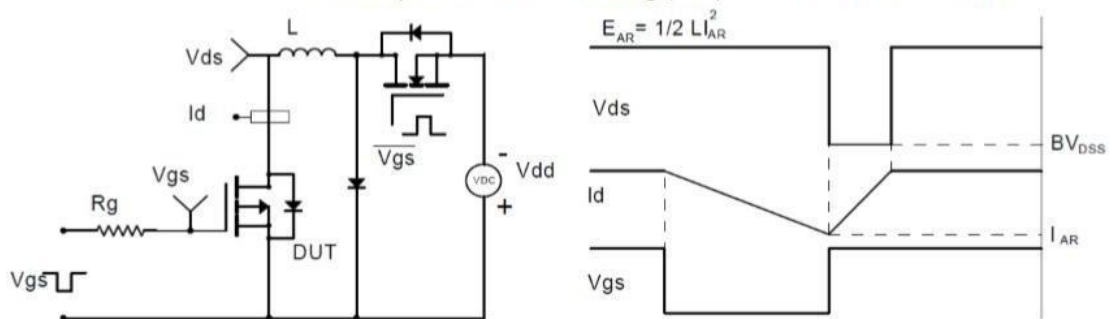 L
Vds
Id
Vgs
Rg
DUT
Vgs
Vgs
VDC
-
+
Vdd
E_AR = 1/2 LI_AR^2
Vds
BV_DSS
Id
I_AR
Vgs